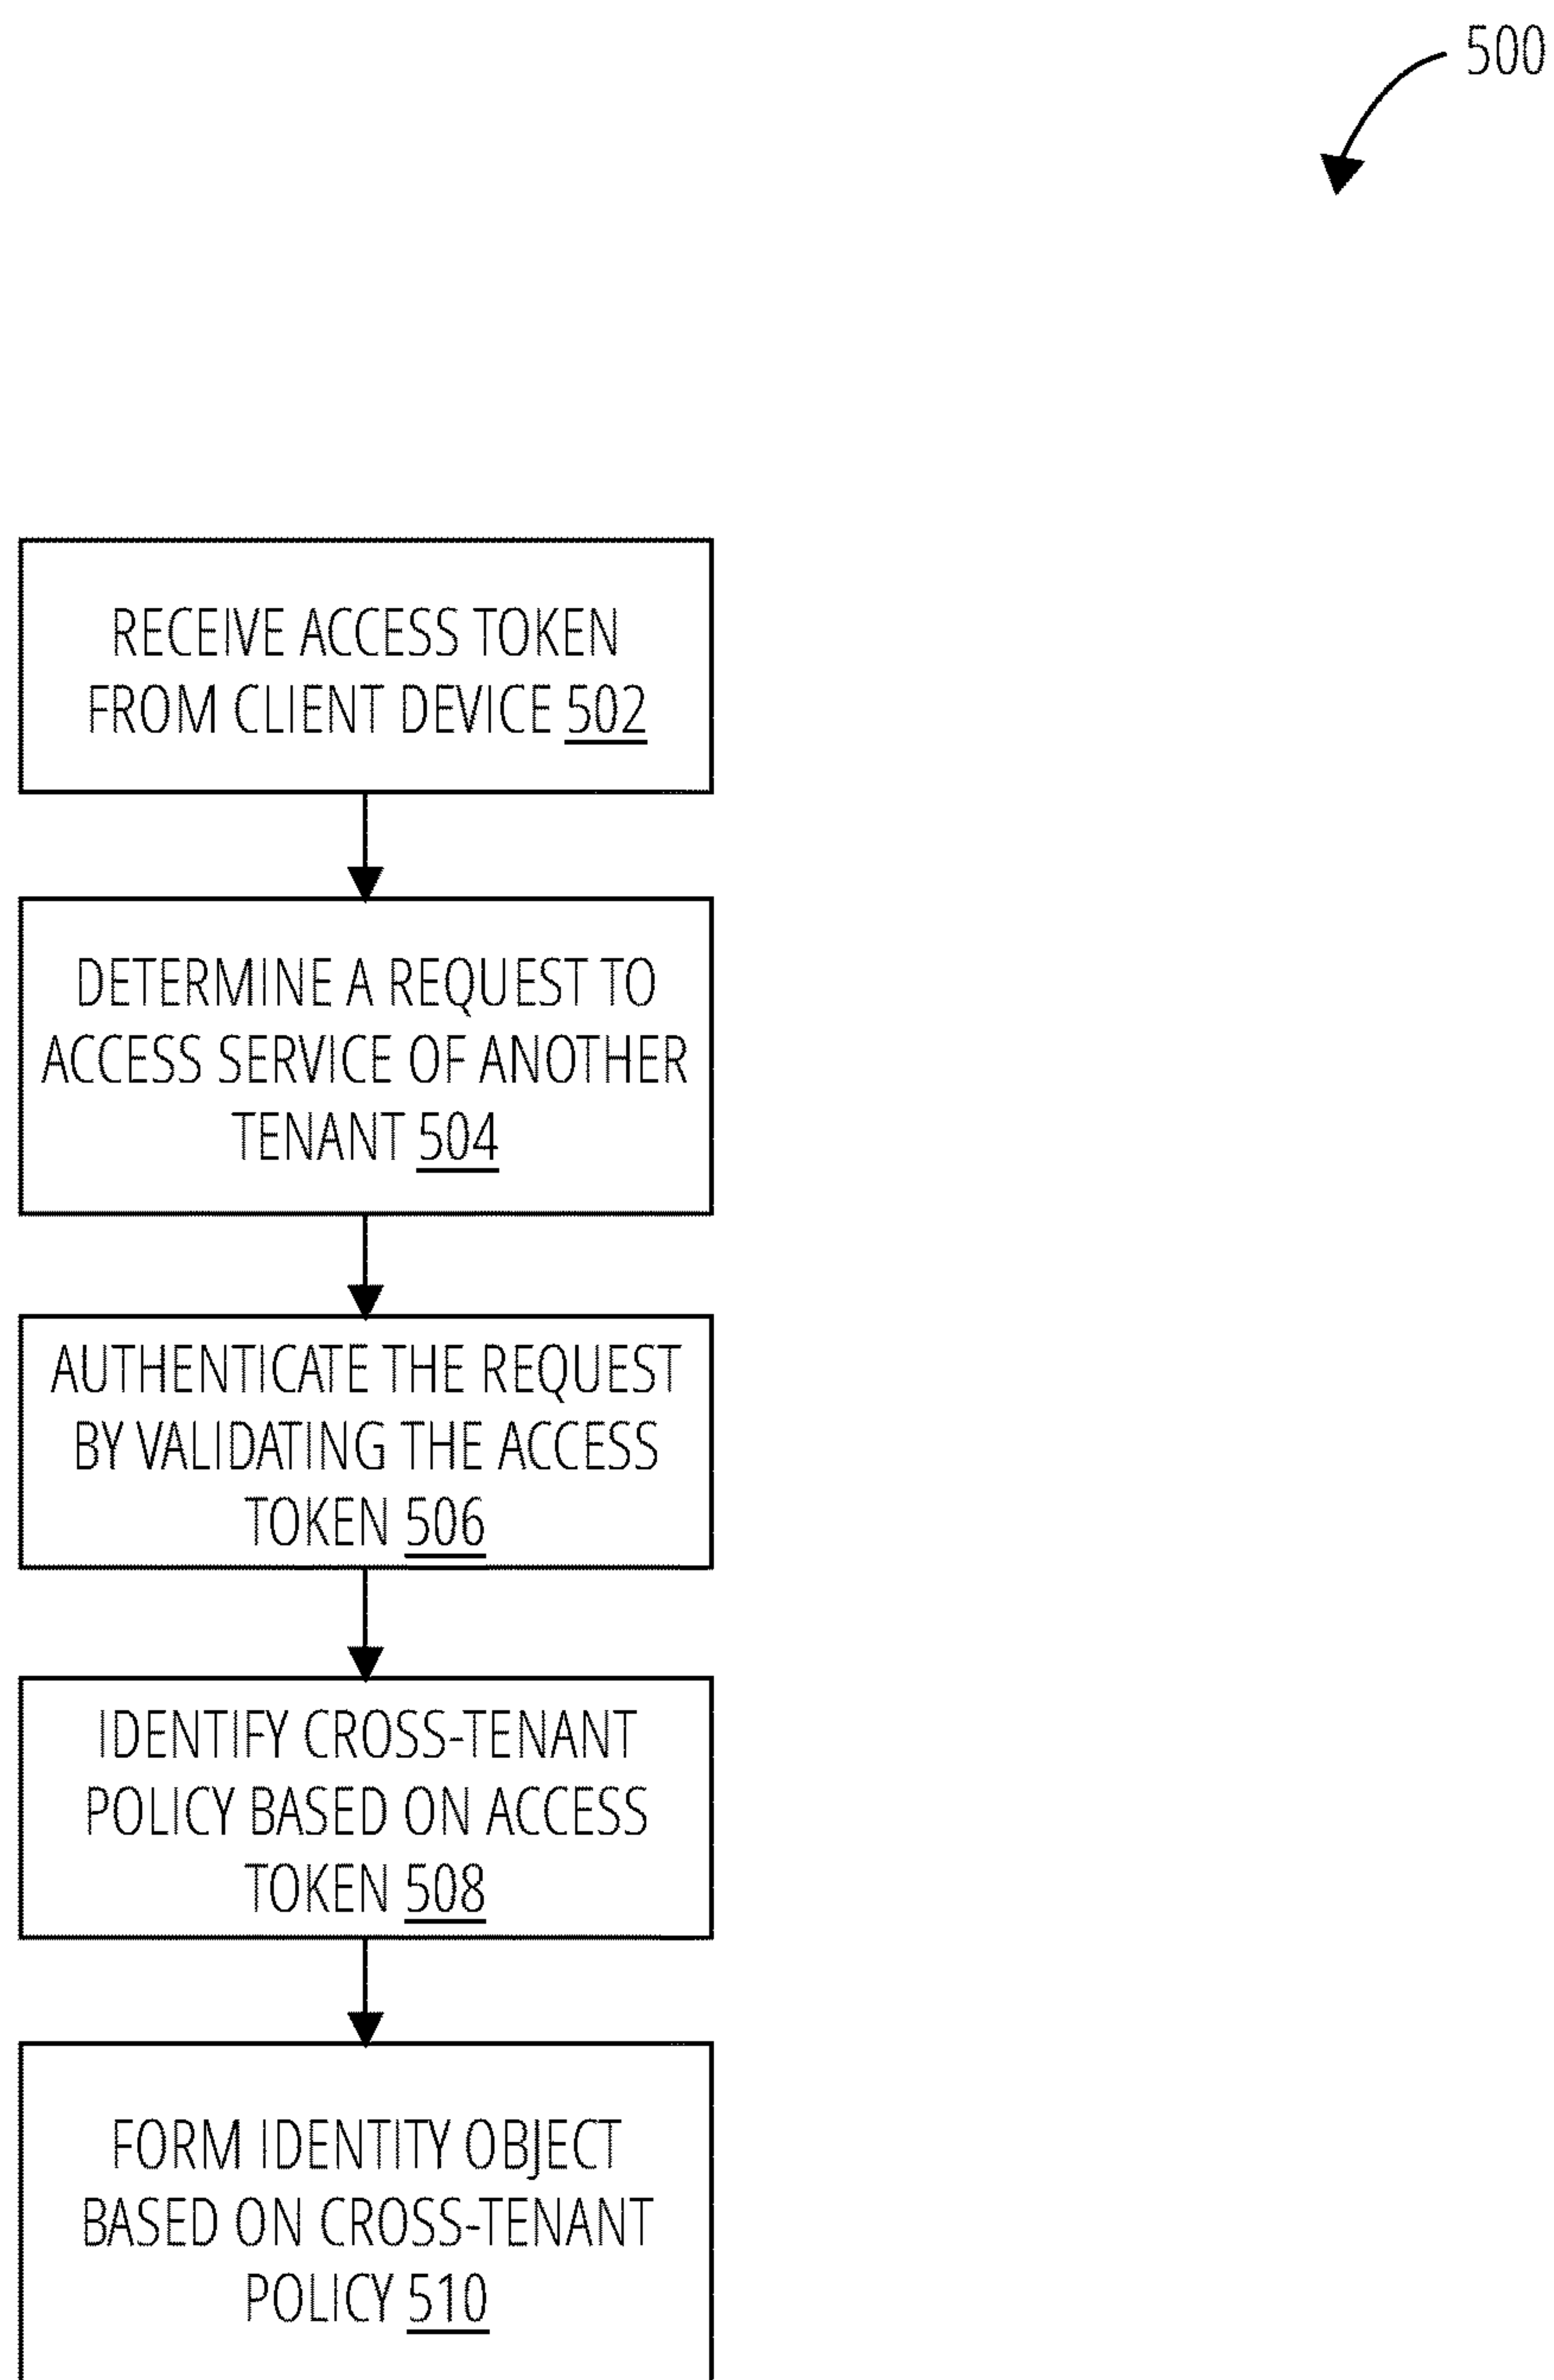 500
RECEIVE ACCESS TOKEN
FROM CLIENT DEVICE 502
DETERMINE A REQUEST TO
ACCESS SERVICE OF ANOTHER
TENANT 504
AUTHENTICATE THE REQUEST
BY VALIDATING THE ACCESS
TOKEN 506
IDENTIFY CROSS-TENANT
POLICY BASED ON ACCESS
TOKEN 508
FORM IDENTITY OBJECT
BASED ON CROSS-TENANT
POLICY 510